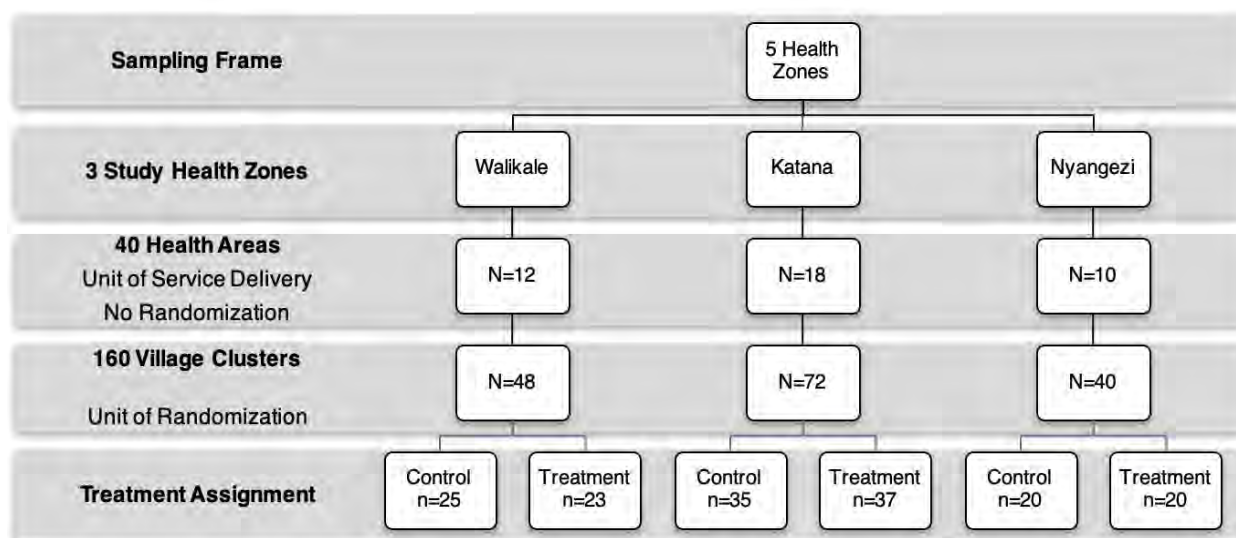 Sampling Frame
5 Health
Zones
3 Study Health Zones
Walikale
Katana
Nyangezi
40 Health Areas
Unit of Service Delivery
No Randomization
N=12
N=18
N=10
160 Village Clusters
Unit of Randomization
N=48
N=72
N=40
Treatment Assignment
Control
n=25
Treatment
n=23
Control
n=35
Treatment
n=37
Control
n=20
Treatment
n=20